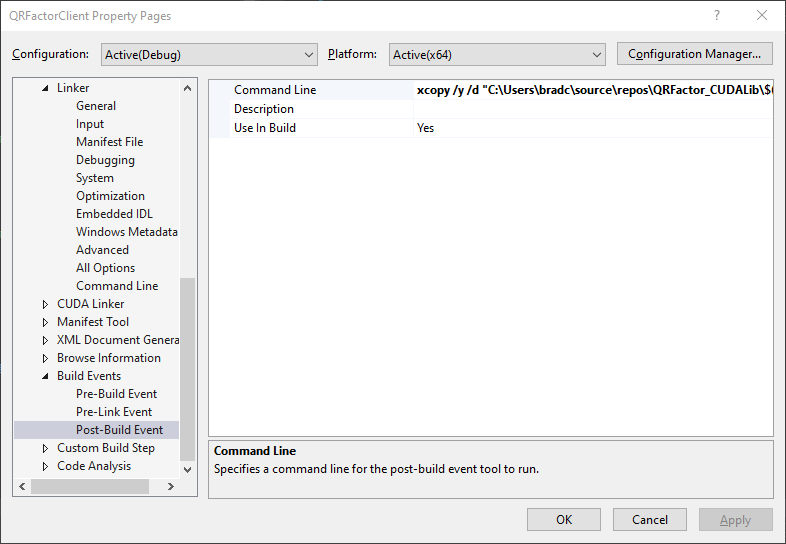 QRFactorClient Property Pages
Configuration: Active(Debug) Platform: Active(x64) Configuration Manager...
Linker
General
Input
Manifest File
Debugging
System
Optimization
Embedded IDL
Windows Metadata
Advanced
All Options
Command Line
CUDA Linker
Manifest Tool
XML Document Genera
Browse Information
Build Events
Pre-Build Event
Pre-Link Event
Post-Build Event
Custom Build Step
Code Analysis
Command Line xcopy /y /d "C:\Users\bradc\source\repos\QRFactor_CUDALib\$(
Description
Use In Build Yes
Command Line
Specifies a command line for the post-build event tool to run.
OK Cancel Apply